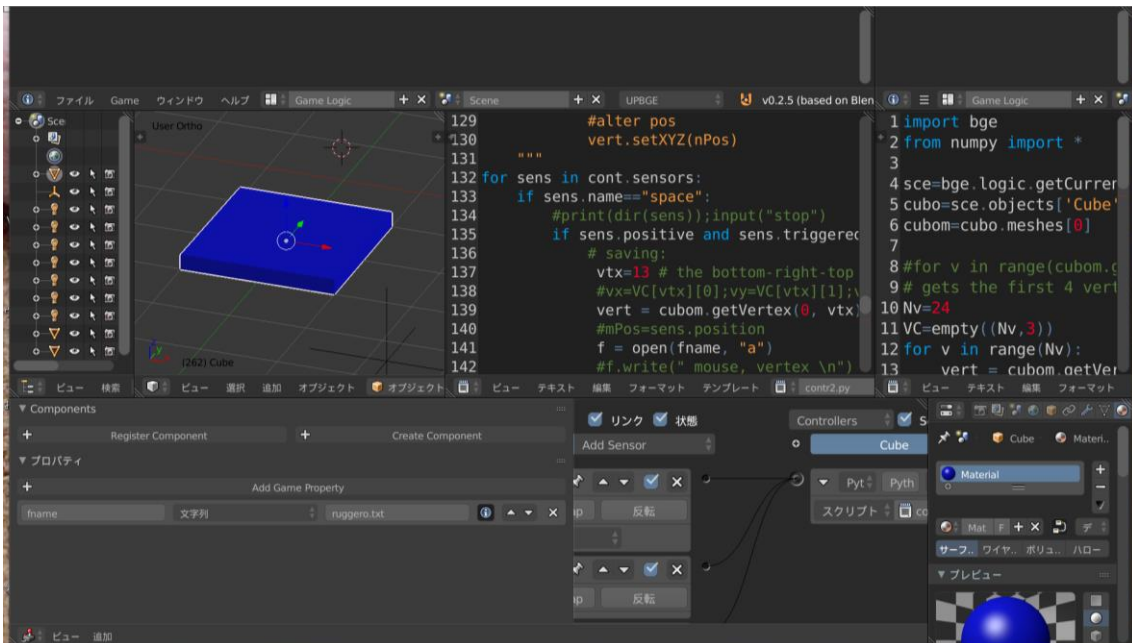 ファイル Game ウィンドウ ヘルプ Game Logic
Scene UPBGE v0.2.5 (based on Blen
Game Logic
Sce
User Ortho
(262) Cube
129 #alter pos
130 vert.setXYZ(nPos)
131 """
132 for sens in cont.sensors:
133 if sens.name=="space":
134 #print(dir(sens));input("stop")
135 if sens.positive and sens.triggered
136 # saving:
137 vtx=13 # the bottom-right-top
138 #vx=VC[vtx][0];vy=VC[vtx][1];v
139 vert = cubom.getVertex(0, vtx)
140 #mPos=sens.position
141 f = open(fname, "a")
142 #f.write(" mouse, vertex \n")
1 import bge
2 from numpy import *
3
4 sce=bge.logic.getCurren
5 cubo=sce.objects['Cube'
6 cubom=cubo.meshes[0]
7
8 #for v in range(cubom.g
9 # gets the first 4 vert
10 Nv=24
11 VC=empty((Nv,3))
12 for v in range(Nv):
13 vert = cubom.getVer
ビュー 検索
ビュー 選択 追加 オブジェクト オブジェクト
ビュー テキスト 編集 フォーマット テンプレート contr2.py
ビュー テキスト 編集 フォーマット
Components
Register Component Create Component
プロパティ
Add Game Property
fname 文字列 ruggero.txt
リンク 状態 Controllers S
Add Sensor Cube
Pyt Pyth
反転 スクリプト co
反転
Cube Materi..
Material
Mat F デ
サーフ.. ワイヤ.. ボリュ.. ハロー
プレビュー
ビュー 追加